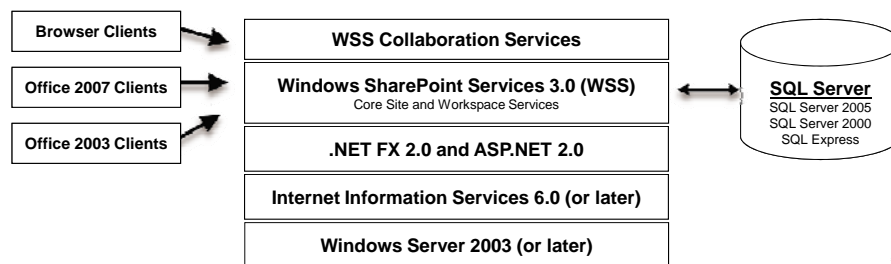 Browser Clients
Office 2007 Clients
Office 2003 Clients
WSS Collaboration Services
Windows SharePoint Services 3.0 (WSS)
Core Site and Workspace Services
.NET FX 2.0 and ASP.NET 2.0
Internet Information Services 6.0 (or later)
Windows Server 2003 (or later)
SQL Server
SQL Server 2005
SQL Server 2000
SQL Express